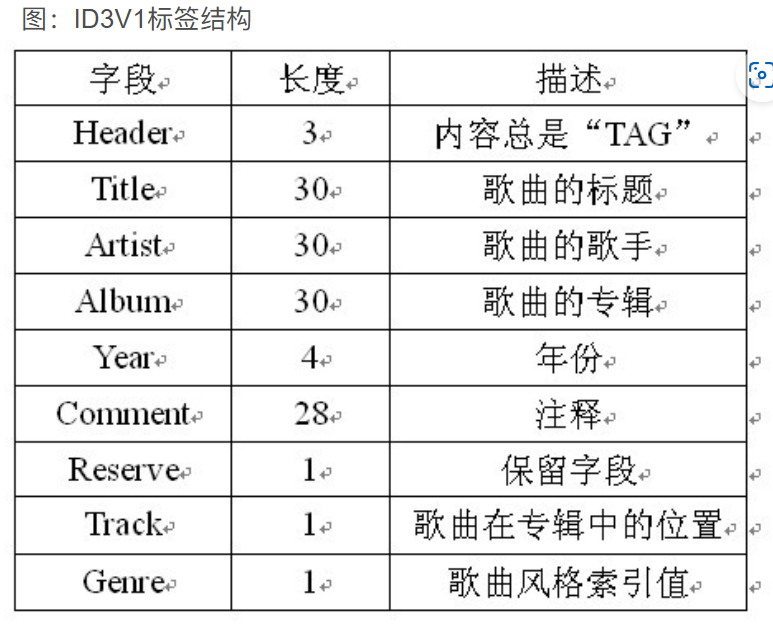 图：ID3V1标签结构
字段 长度 描述
Header 3 内容总是“TAG”
Title 30 歌曲的标题
Artist 30 歌曲的歌手
Album 30 歌曲的专辑
Year 4 年份
Comment 28 注释
Reserve 1 保留字段
Track 1 歌曲在专辑中的位置
Genre 1 歌曲风格索引值